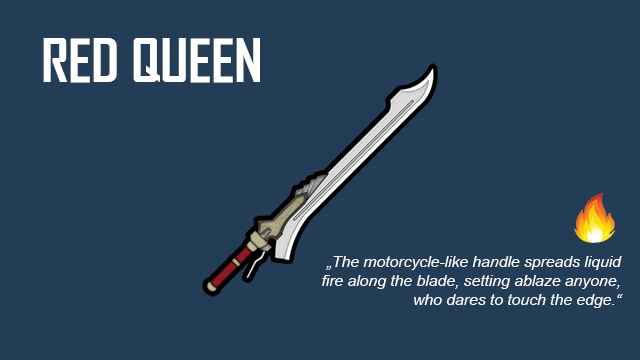 RED QUEEN
„The motorcycle-like handle spreads liquid
fire along the blade, setting ablaze anyone,
who dares to touch the edge.“